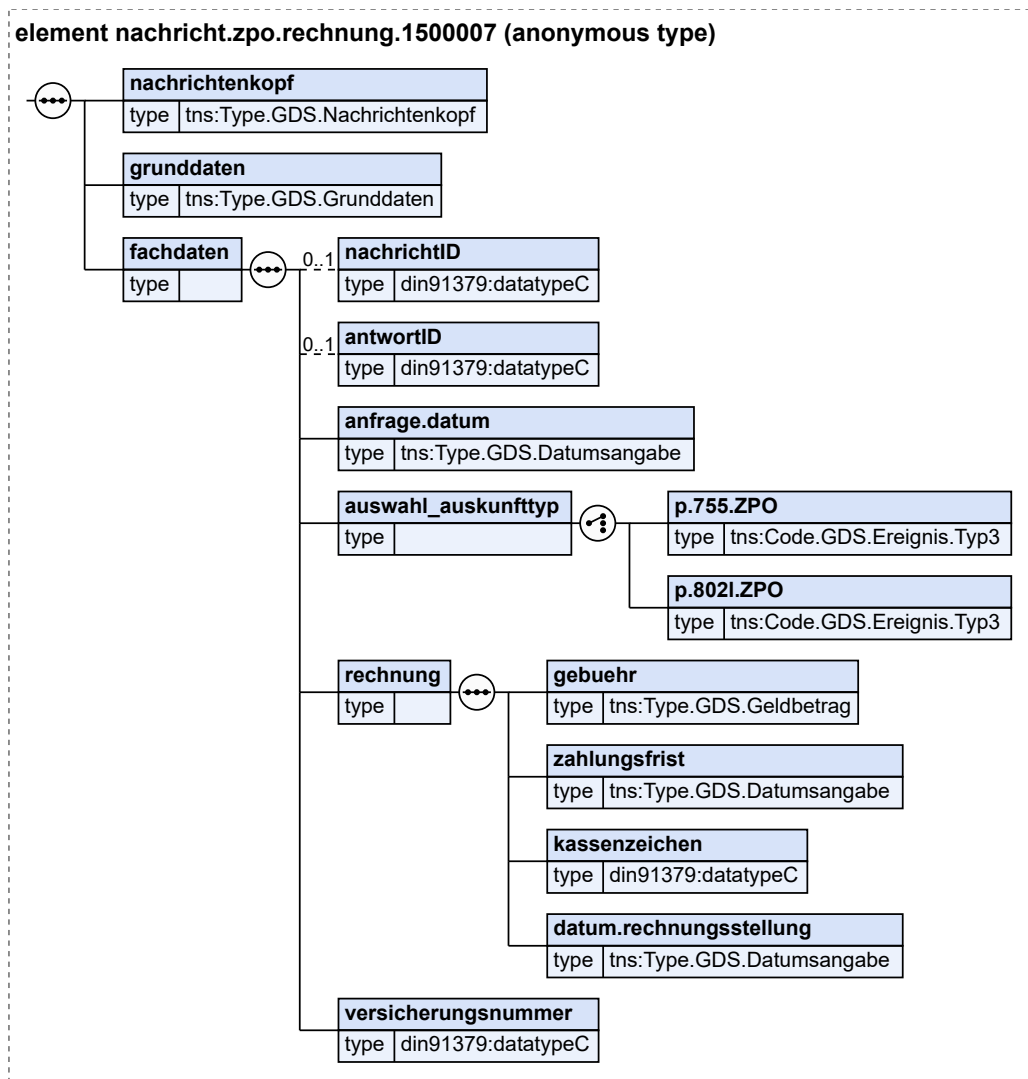 element nachricht.zpo.rechnung.1500007 (anonymous type)
nachrichtenkopf
type tns:Type.GDS.Nachrichtenkopf
grunddaten
type tns:Type.GDS.Grunddaten
fachdaten
type
0..1
nachrichtID
type din91379:datatypeC
0..1
antwortID
type din91379:datatypeC
anfrage.datum
type tns:Type.GDS.Datumsangabe
auswahl_auskunfttyp
type
p.755.ZPO
type tns:Code.GDS.Ereignis.Typ3
p.802l.ZPO
type tns:Code.GDS.Ereignis.Typ3
rechnung
type
gebuehr
type tns:Type.GDS.Geldbetrag
zahlungsfrist
type tns:Type.GDS.Datumsangabe
kassenzeichen
type din91379:datatypeC
datum.rechnungsstellung
type tns:Type.GDS.Datumsangabe
versicherungsnummer
type din91379:datatypeC